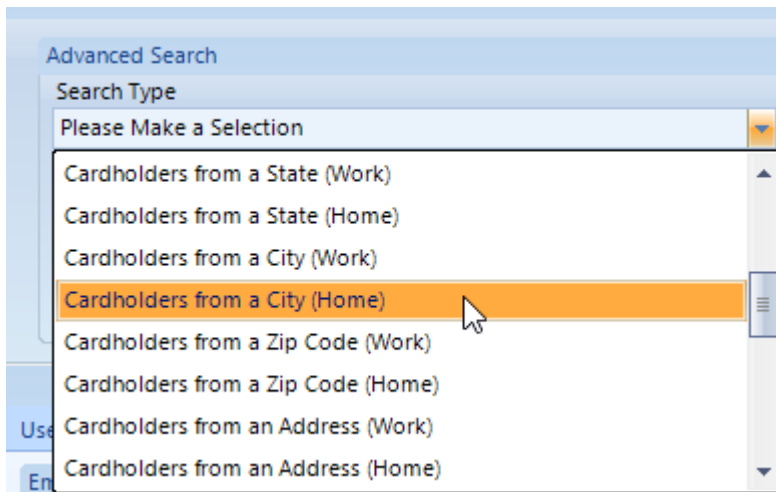 Advanced Search
Search Type
Please Make a Selection
Cardholders from a State (Work)
Cardholders from a State (Home)
Cardholders from a City (Work)
Cardholders from a City (Home)
Cardholders from a Zip Code (Work)
Cardholders from a Zip Code (Home)
Cardholders from an Address (Work)
Cardholders from an Address (Home)